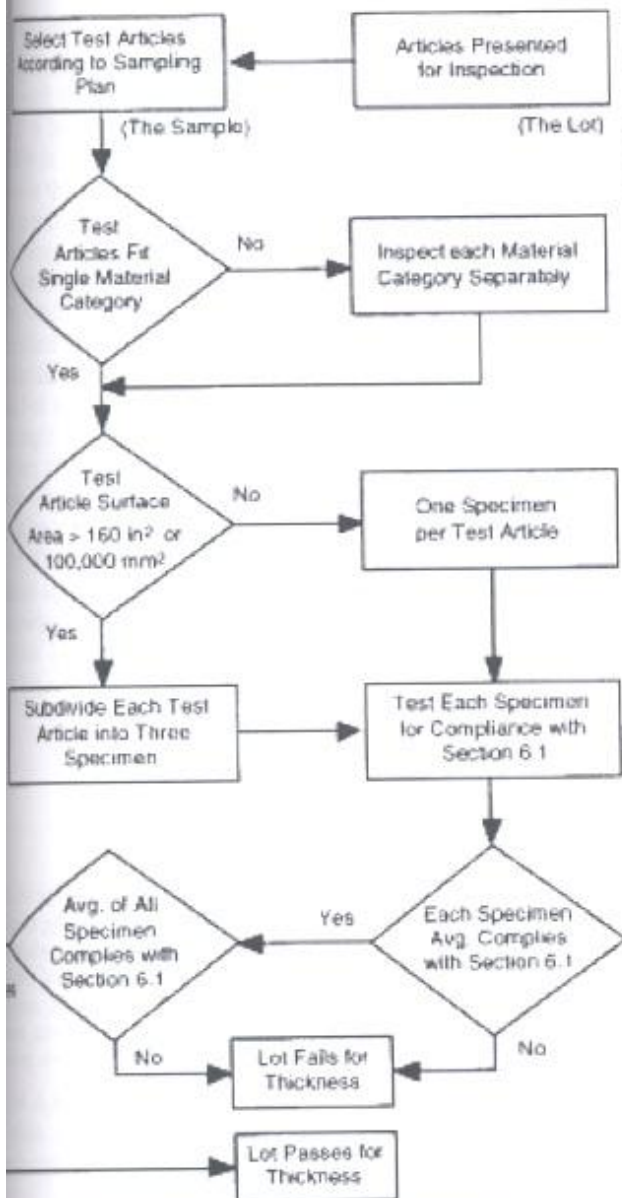 Select Test Articles
According to Sampling
Plan
Articles Presented
for Inspection
(The Sample)
(The Lot)
Test
Articles Fit
Single Material
Category
No
Inspect each Material
Category Separately
Yes
Test
Article Surface
Area > 160 in² or
100,000 mm²
No
One Specimen
per Test Article
Yes
Subdivide Each Test
Article into Three
Specimen
Test Each Specimen
for Compliance with
Section 6.1
Avg. of All
Specimen
Complies with
Section 6.1
Yes
Each Specimen
Avg. Complies
with Section 6.1
No
Lot Fails for
Thickness
No
Lot Passes for
Thickness